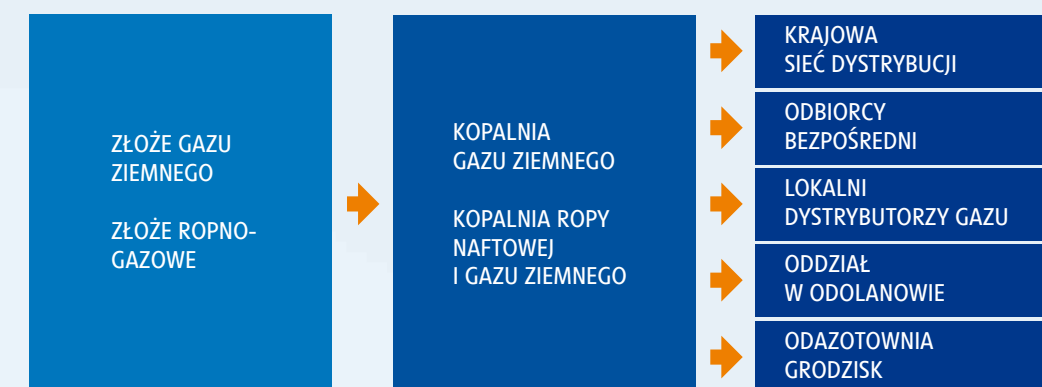 ZŁOŻE GAZU
ZIEMNEGO
ZŁOŻE ROPNO-
GAZOWE
KOPALNIA
GAZU ZIEMNEGO
KOPALNIA ROPY
NAFTOWEJ
I GAZU ZIEMNEGO
KRAJOWA
SIEĆ DYSTRYBUCJI
ODBIORCY
BEZPOŚREDNI
LOKALNI
DYSTRYBUTORZY GAZU
ODDZIAŁ
W ODOLANOWIE
ODAZOTOWNIA
GRODZISK